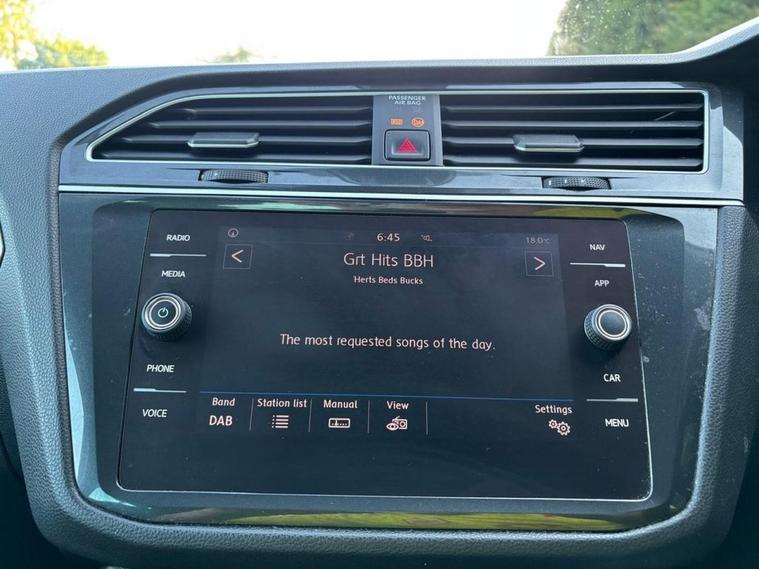 PASSENGER
AIR BAG
RADIO
MEDIA
PHONE
VOICE
6:45
18.0°C
Grt Hits BBH
Herts Beds Bucks
The most requested songs of the day.
Band
DAB
Station list
Manual
View
Settings
NAV
APP
CAR
MENU